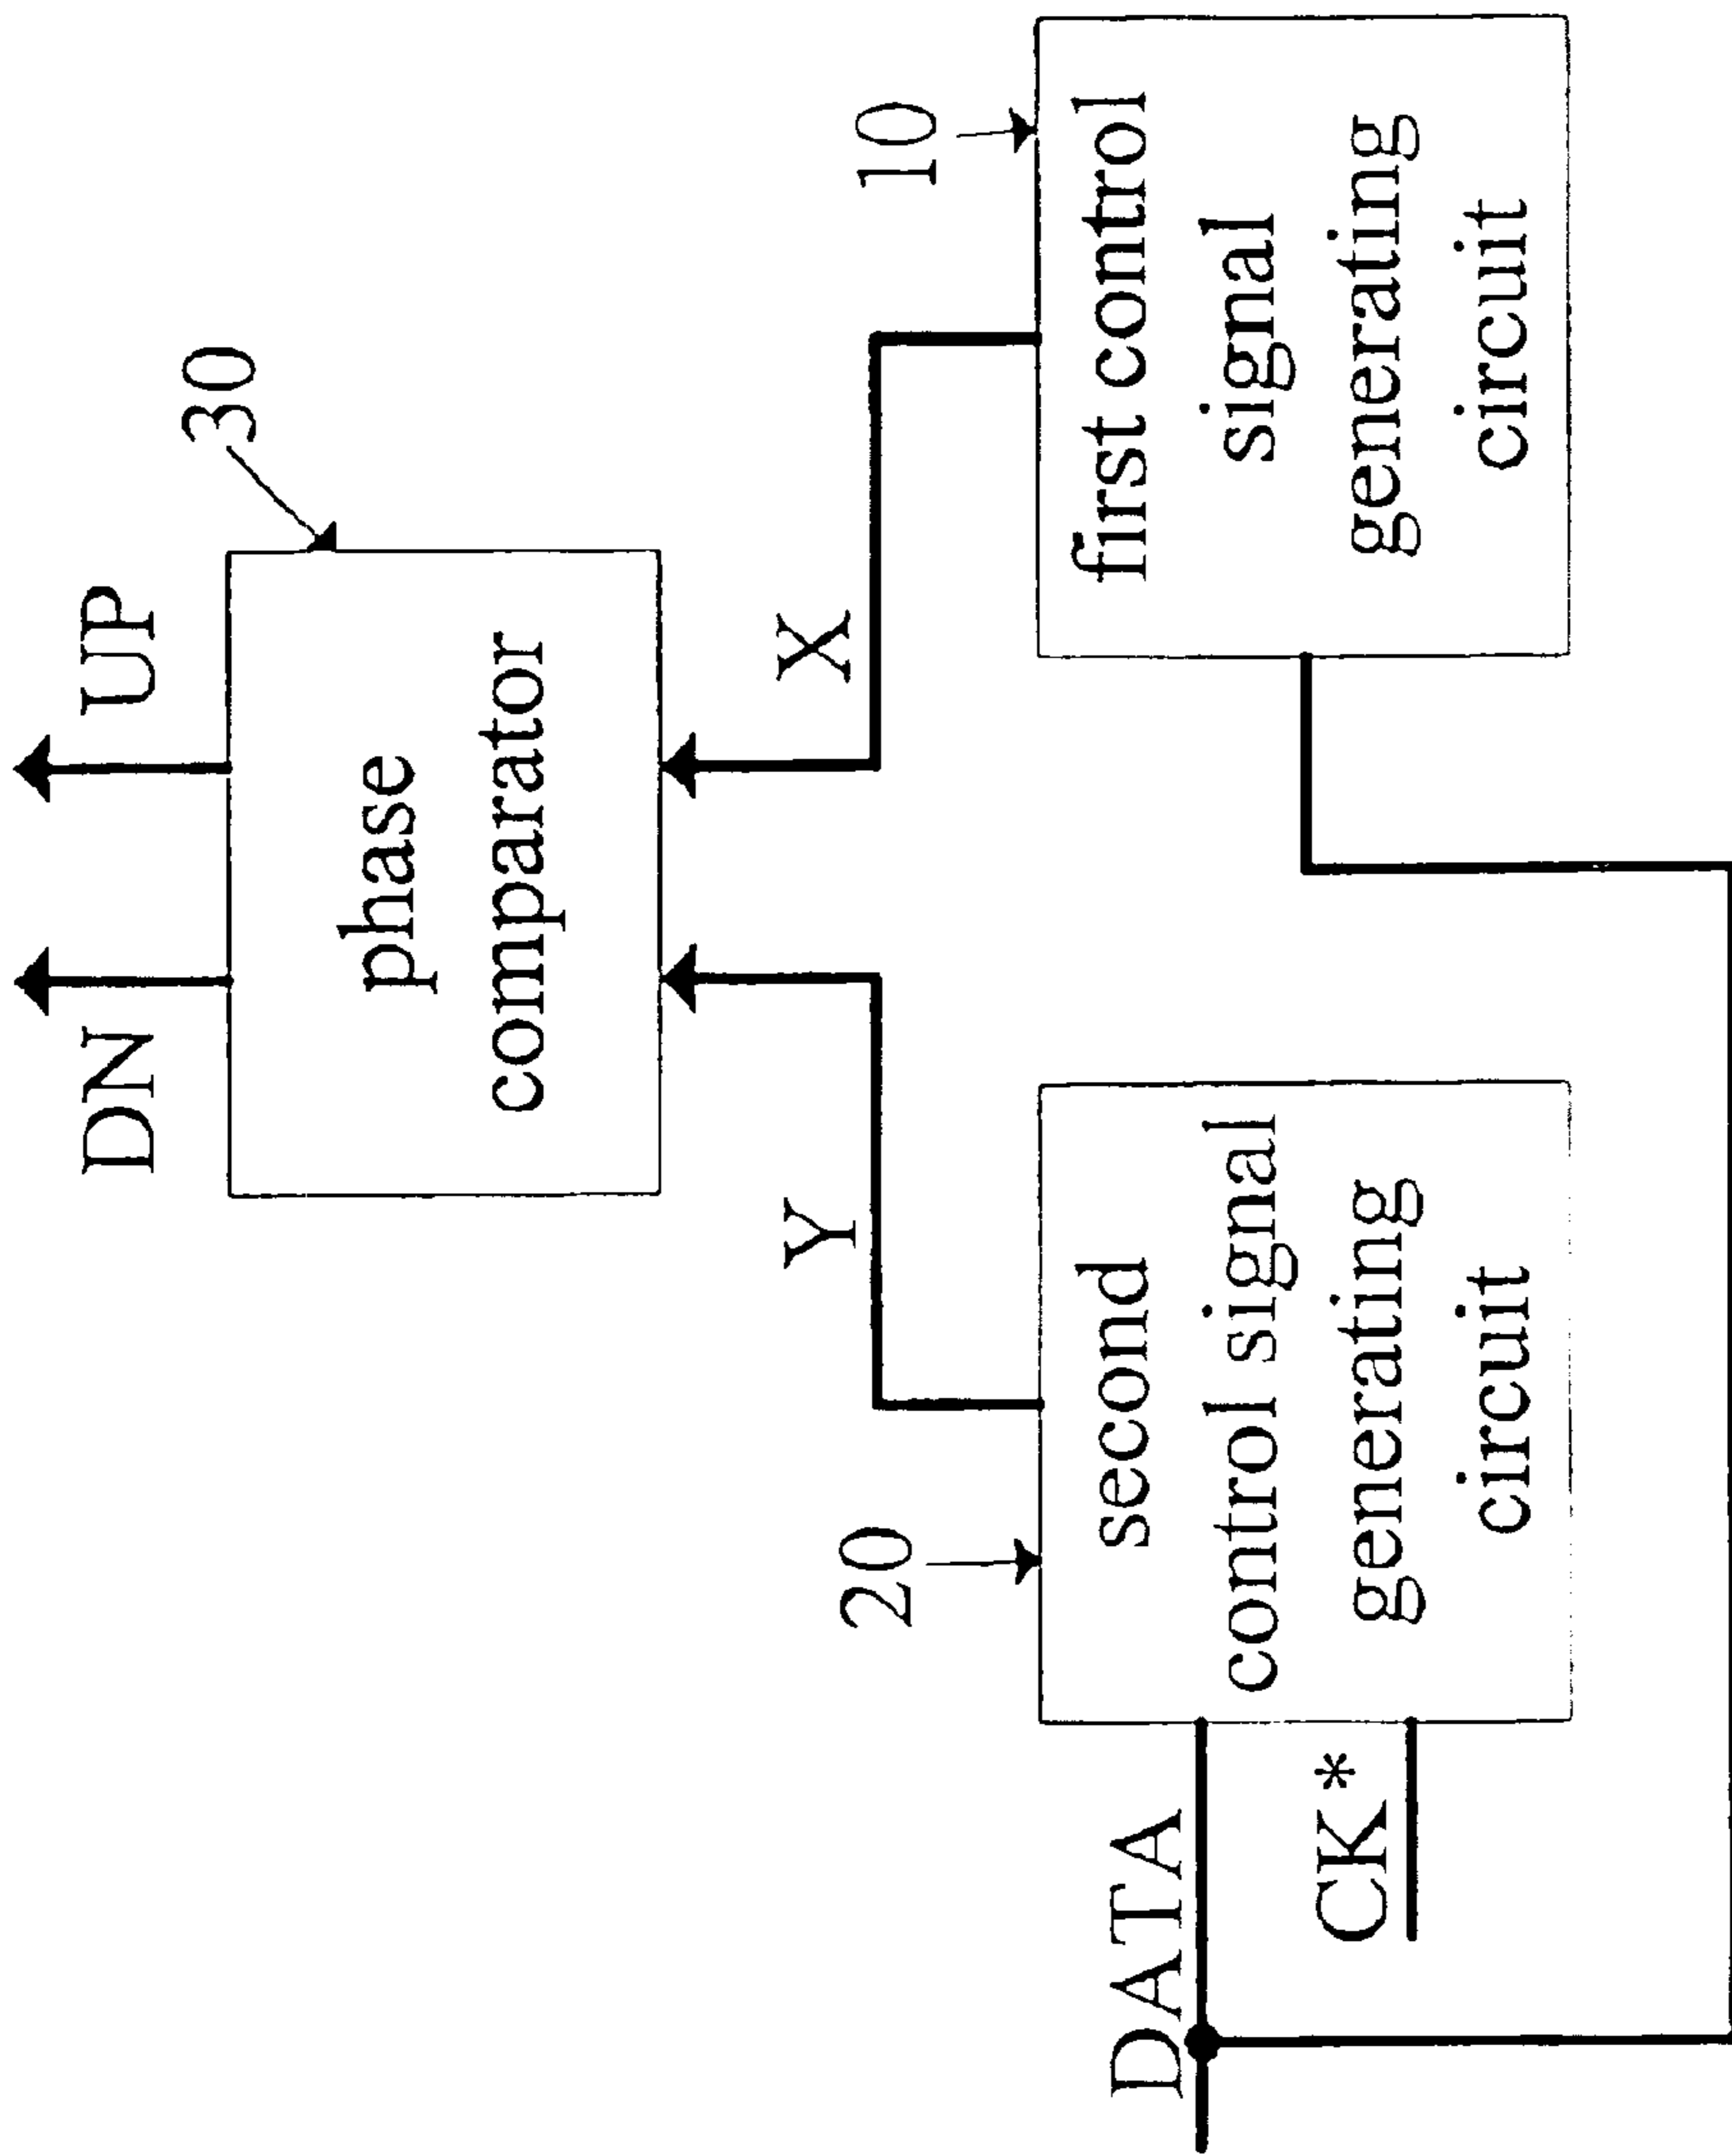 DN
UP
30
phase
comparator
Y
X
20
10
second
control signal
generating
circuit
first control
signal
generating
circuit
DATA
CK*